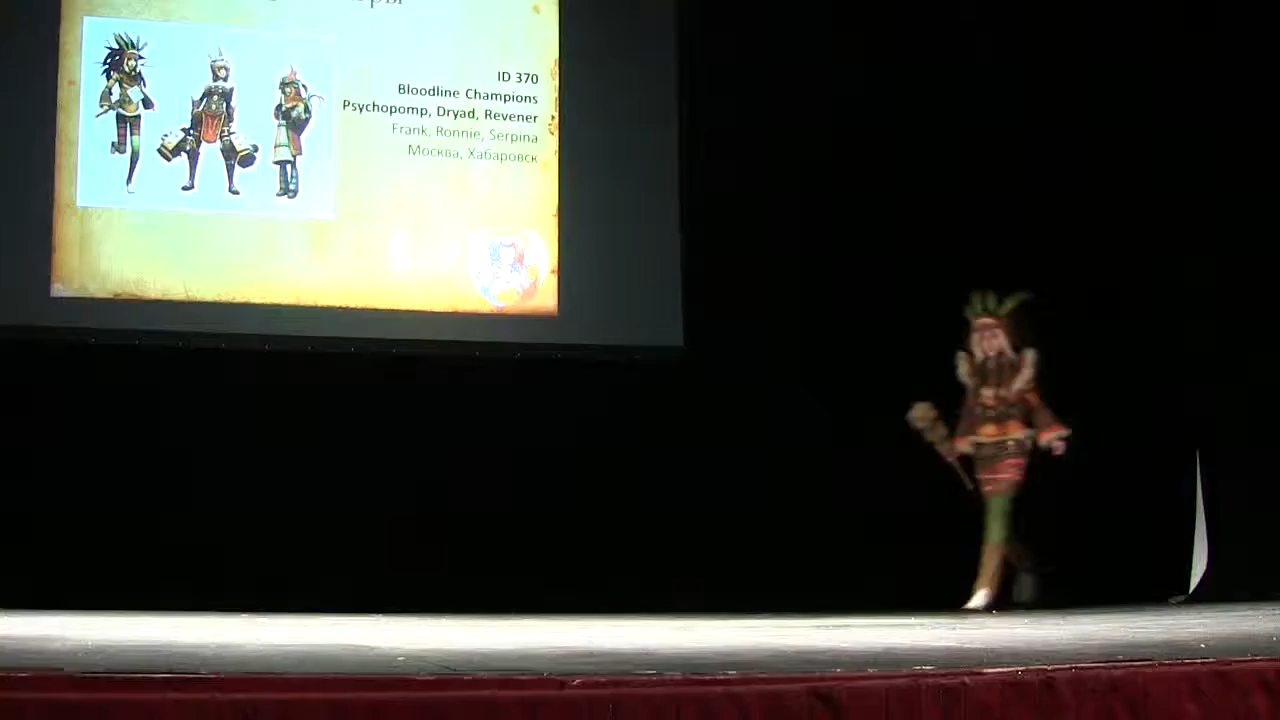 ID 370
Bloodline Champions
Psychopomp, Dryad, Revener
Frank, Ronnie, Serpina
Москва, Хабаровск